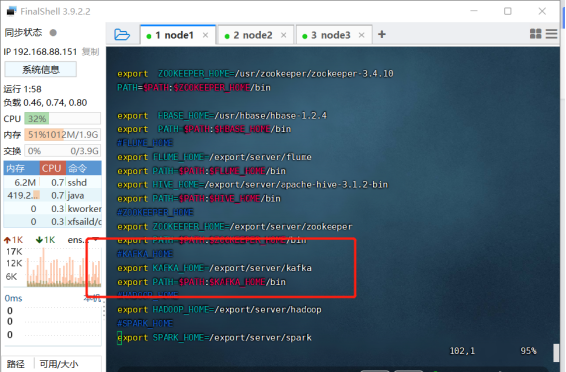 FinalShell 3.9.2.2
同步状态
IP 192.168.88.151 复制
系统信息
运行 1:58
负载 0.46, 0.74, 0.80
CPU 32%
内存 51%1012M/1.9G
交换 0% 0/3.9G
内存 CPU 命令
6.2M 0.7 sshd
419.2... 0.7 java
0 0.3 kworker
0 0.3 xfsaild/d
1K 1K ens...
17K
12K
6K
0ms 本机
0
0
0
路径 可用/大小
1 node1
2 node2
3 node3
export ZOOKEEPER_HOME=/usr/zookeeper/zookeeper-3.4.10
PATH=$PATH:$ZOOKEEPER_HOME/bin
export HBASE_HOME=/usr/hbase/hbase-1.2.4
export PATH=$PATH:$HBASE_HOME/bin
#FLUME_HOME
export FLUME_HOME=/export/server/flume
export PATH=$PATH:$FLUME_HOME/bin
export HIVE_HOME=/export/server/apache-hive-3.1.2-bin
export PATH=$PATH:$HIVE_HOME/bin
#ZOOKEEPER_HOME
export ZOOKEEPER_HOME=/export/server/zookeeper
export PATH=$PATH:$ZOOKEEPER_HOME/bin
#KAFKA_HOME
export KAFKA_HOME=/export/server/kafka
export PATH=$PATH:$KAFKA_HOME/bin
#HADOOP_HOME
export HADOOP_HOME=/export/server/hadoop
#SPARK_HOME
export SPARK_HOME=/export/server/spark
102,1 95%